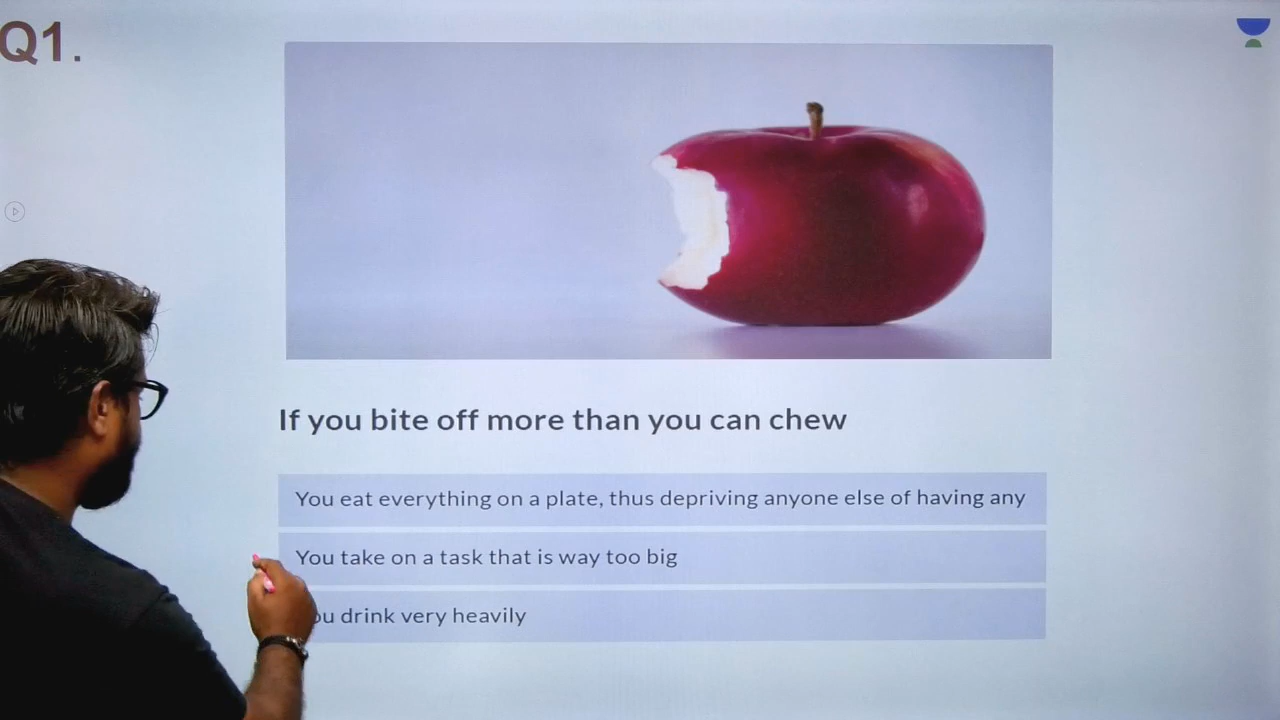 Q1.
If you bite off more than you can chew
You eat everything on a plate, thus depriving anyone else of having any
You take on a task that is way too big
drink very heavily